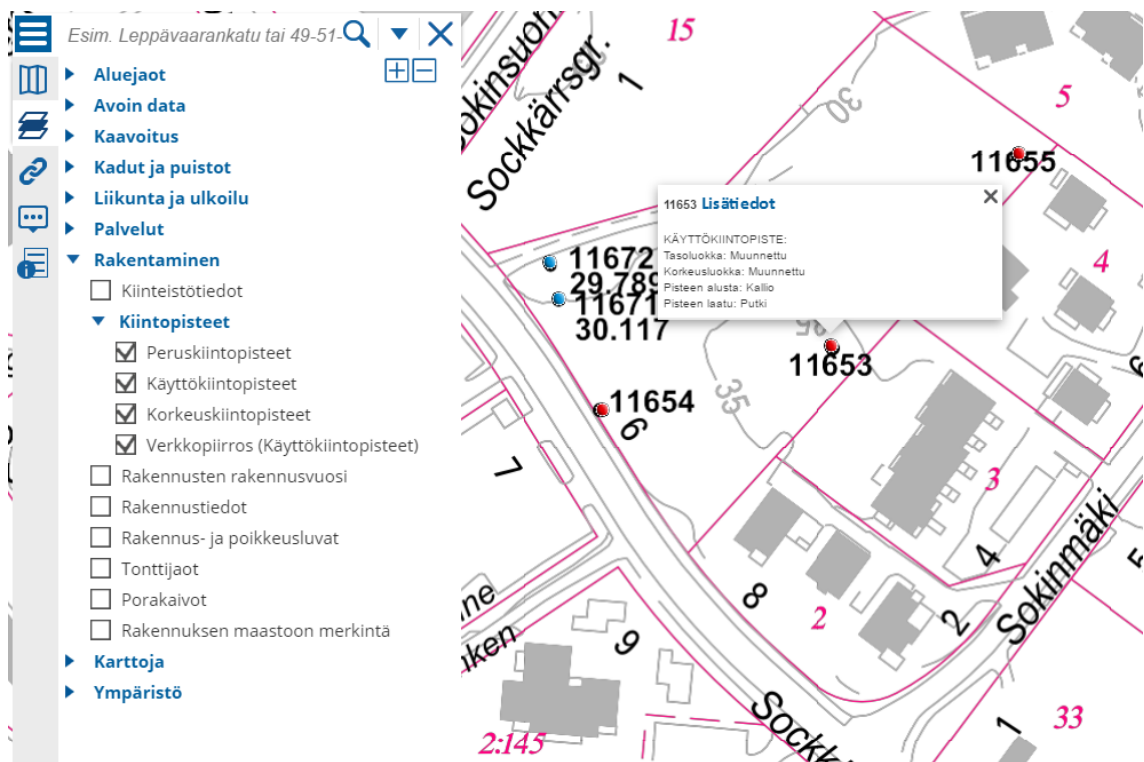 Esim. Leppävaarankatu tai 49-51-
Aluejaot
Avoin data
Kaavoitus
Kadut ja puistot
Liikunta ja ulkoilu
Palvelut
Rakentaminen
Kiinteistötiedot
Kiintopisteet
Peruskiintopisteet
Käyttökiintopisteet
Korkeuskiintopisteet
Verkkopiirros (Käyttökiintopisteet)
Rakennusten rakennusvuosi
Rakennustiedot
Rakennus- ja poikkeusluvat
Tonttijaot
Porakaivot
Rakennuksen maastoon merkintä
Karttoja
Ympäristö
15
Sockkärrsgr.
1
30
5
11655
11653 Lisätiedot
KÄYTTÖKIINTOPISTE:
Tasoluokka: Muunnettu
Korkeusluokka: Muunnettu
Pisteen alusta: Kallio
Pisteen laatu: Putki
4
11672
29.789
11671
30.117
11653
35
11654
6
6
7
3
4
Sokinmäki
5
8
2
2
9
2:145
1
33